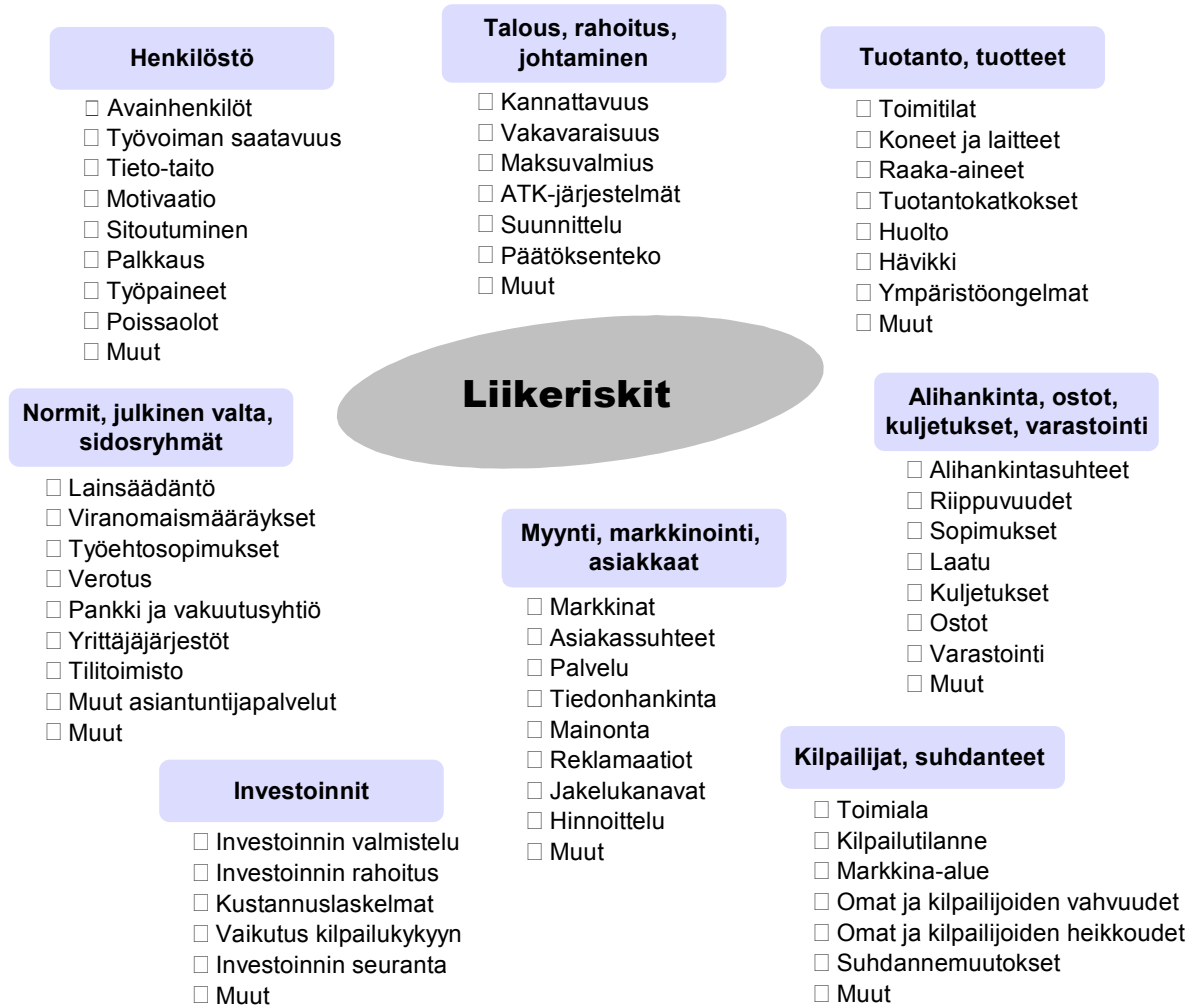 Henkilöstö
☐ Avainhenkilöt
☐ Työvoiman saatavuus
☐ Tieto-taito
☐ Motivaatio
☐ Sitoutuminen
☐ Palkkaus
☐ Työpaineet
☐ Poissaolot
☐ Muut
Talous, rahoitus,
johtaminen
☐ Kannattavuus
☐ Vakavaraisuus
☐ Maksuvalmius
☐ ATK-järjestelmät
☐ Suunnittelu
☐ Päätöksenteko
☐ Muut
Tuotanto, tuotteet
☐ Toimitilat
☐ Koneet ja laitteet
☐ Raaka-aineet
☐ Tuotantokatkokset
☐ Huolto
☐ Hävikki
☐ Ympäristöongelmat
☐ Muut
Liikeriskit
Normit, julkinen valta,
sidosryhmät
☐ Lainsäädäntö
☐ Viranomaismääräykset
☐ Työehtosopimukset
☐ Verotus
☐ Pankki ja vakuutusyhtiö
☐ Yrittäjäjärjestöt
☐ Tilitoimisto
☐ Muut asiantuntijapalvelut
☐ Muut
Alihankinta, ostot,
kuljetukset, varastointi
☐ Alihankintasuhteet
☐ Riippuvuudet
☐ Sopimukset
☐ Laatu
☐ Kuljetukset
☐ Ostot
☐ Varastointi
☐ Muut
Myynti, markkinointi,
asiakkaat
☐ Markkinat
☐ Asiakassuhteet
☐ Palvelu
☐ Tiedonhankinta
☐ Mainonta
☐ Reklamaatiot
☐ Jakelukanavat
☐ Hinnoittelu
☐ Muut
Investoinnit
☐ Investoinnin valmistelu
☐ Investoinnin rahoitus
☐ Kustannuslaskelmat
☐ Vaikutus kilpailukykyyn
☐ Investoinnin seuranta
☐ Muut
Kilpailijat, suhdanteet
☐ Toimiala
☐ Kilpailutilanne
☐ Markkina-alue
☐ Omat ja kilpailijoiden vahvuudet
☐ Omat ja kilpailijoiden heikkoudet
☐ Suhdannemuutokset
☐ Muut